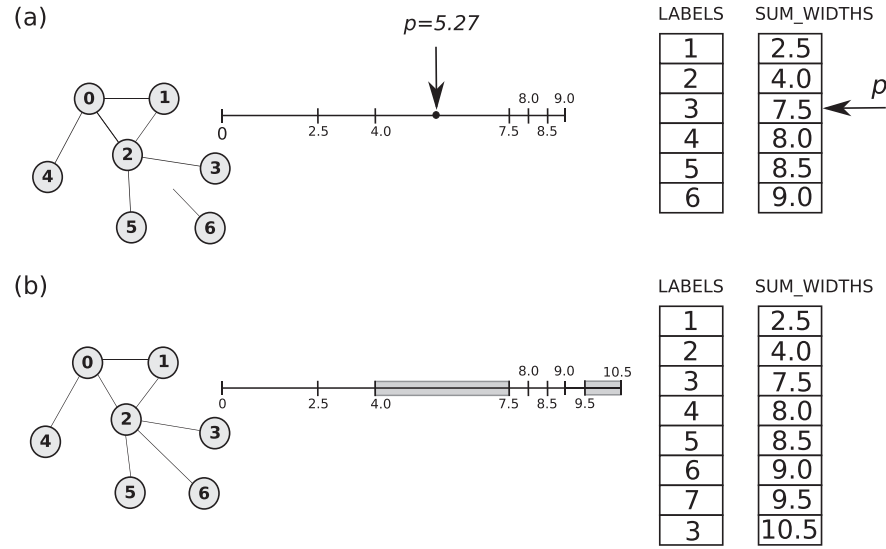 (a)
p=5.27
0 1 2 3 4 5 6
8.0 9.0
0 2.5 4.0 7.5 8.5
LABELS SUM_WIDTHS
1 2.5
2 4.0
3 7.5 p
4 8.0
5 8.5
6 9.0
(b)
0 1 2 3 4 5 6
8.0 9.0 10.5
0 2.5 4.0 7.5 8.5 9.5
LABELS SUM_WIDTHS
1 2.5
2 4.0
3 7.5
4 8.0
5 8.5
6 9.0
7 9.5
3 10.5